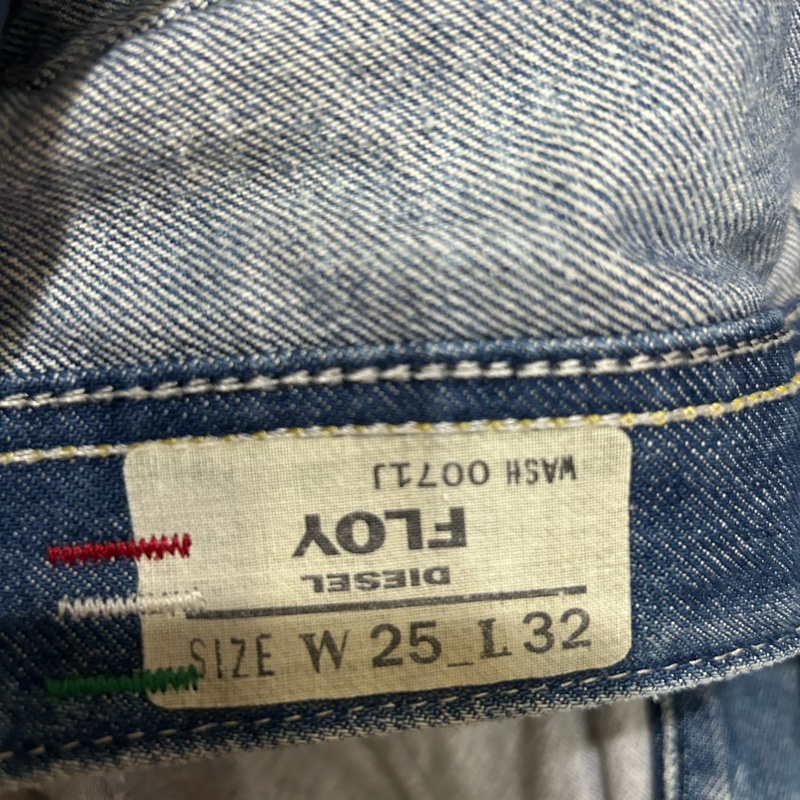 DIESEL
FLOY
WASH 0071J
SIZE W 25_L 32